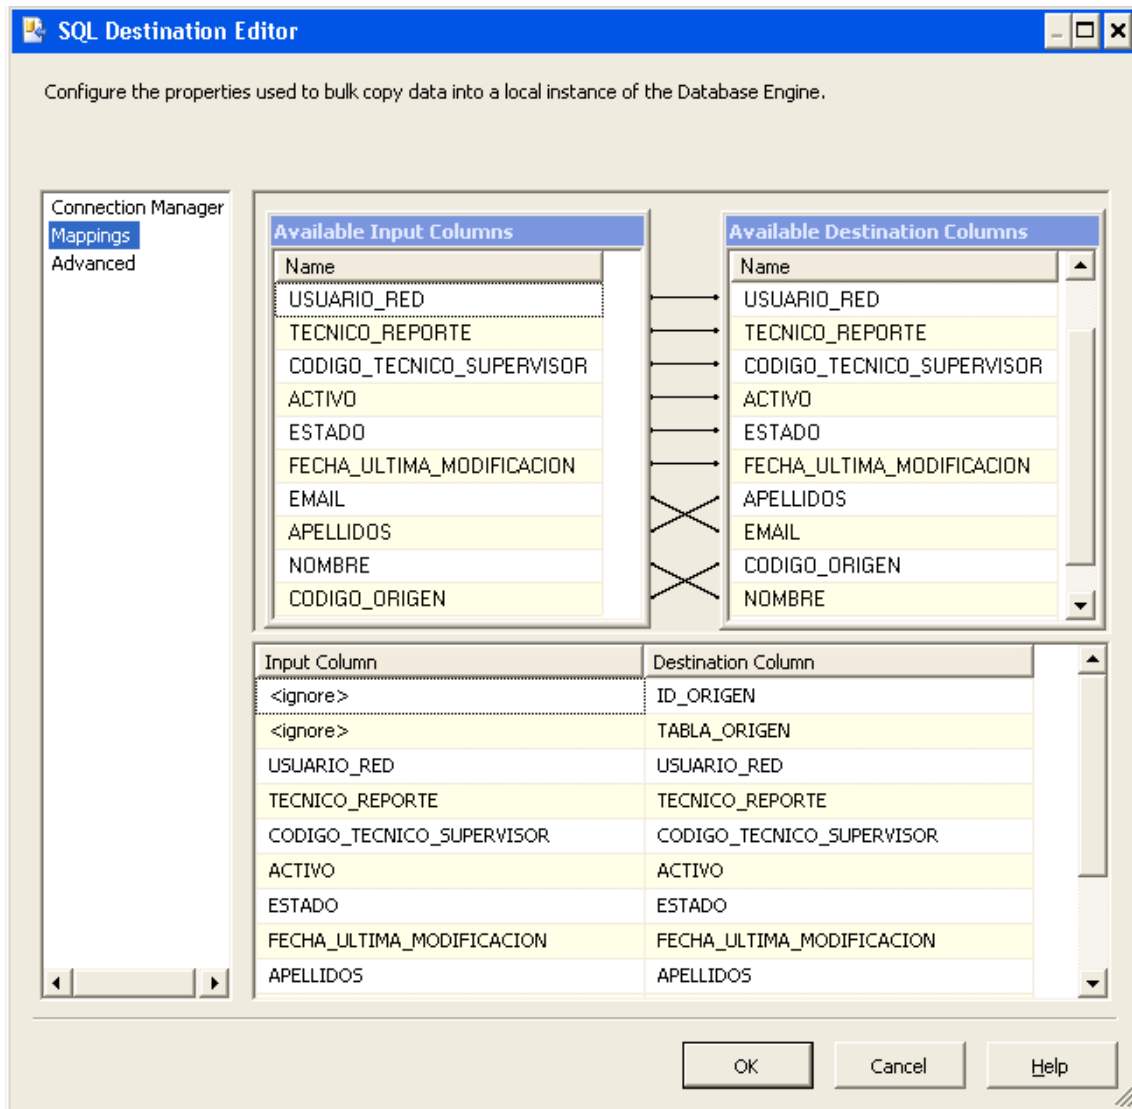 SQL Destination Editor
Configure the properties used to bulk copy data into a local instance of the Database Engine.
Connection Manager
Mappings
Advanced
Available Input Columns
Name
USUARIO_RED
TECNICO_REPORTE
CODIGO_TECNICO_SUPERVISOR
ACTIVO
ESTADO
FECHA_ULTIMA_MODIFICACION
EMAIL
APELLIDOS
NOMBRE
CODIGO_ORIGEN
Available Destination Columns
Name
USUARIO_RED
TECNICO_REPORTE
CODIGO_TECNICO_SUPERVISOR
ACTIVO
ESTADO
FECHA_ULTIMA_MODIFICACION
APELLIDOS
EMAIL
CODIGO_ORIGEN
NOMBRE
Input Column Destination Column
<ignore> ID_ORIGEN
<ignore> TABLA_ORIGEN
USUARIO_RED USUARIO_RED
TECNICO_REPORTE TECNICO_REPORTE
CODIGO_TECNICO_SUPERVISOR CODIGO_TECNICO_SUPERVISOR
ACTIVO ACTIVO
ESTADO ESTADO
FECHA_ULTIMA_MODIFICACION FECHA_ULTIMA_MODIFICACION
APELLIDOS APELLIDOS
OK Cancel Help